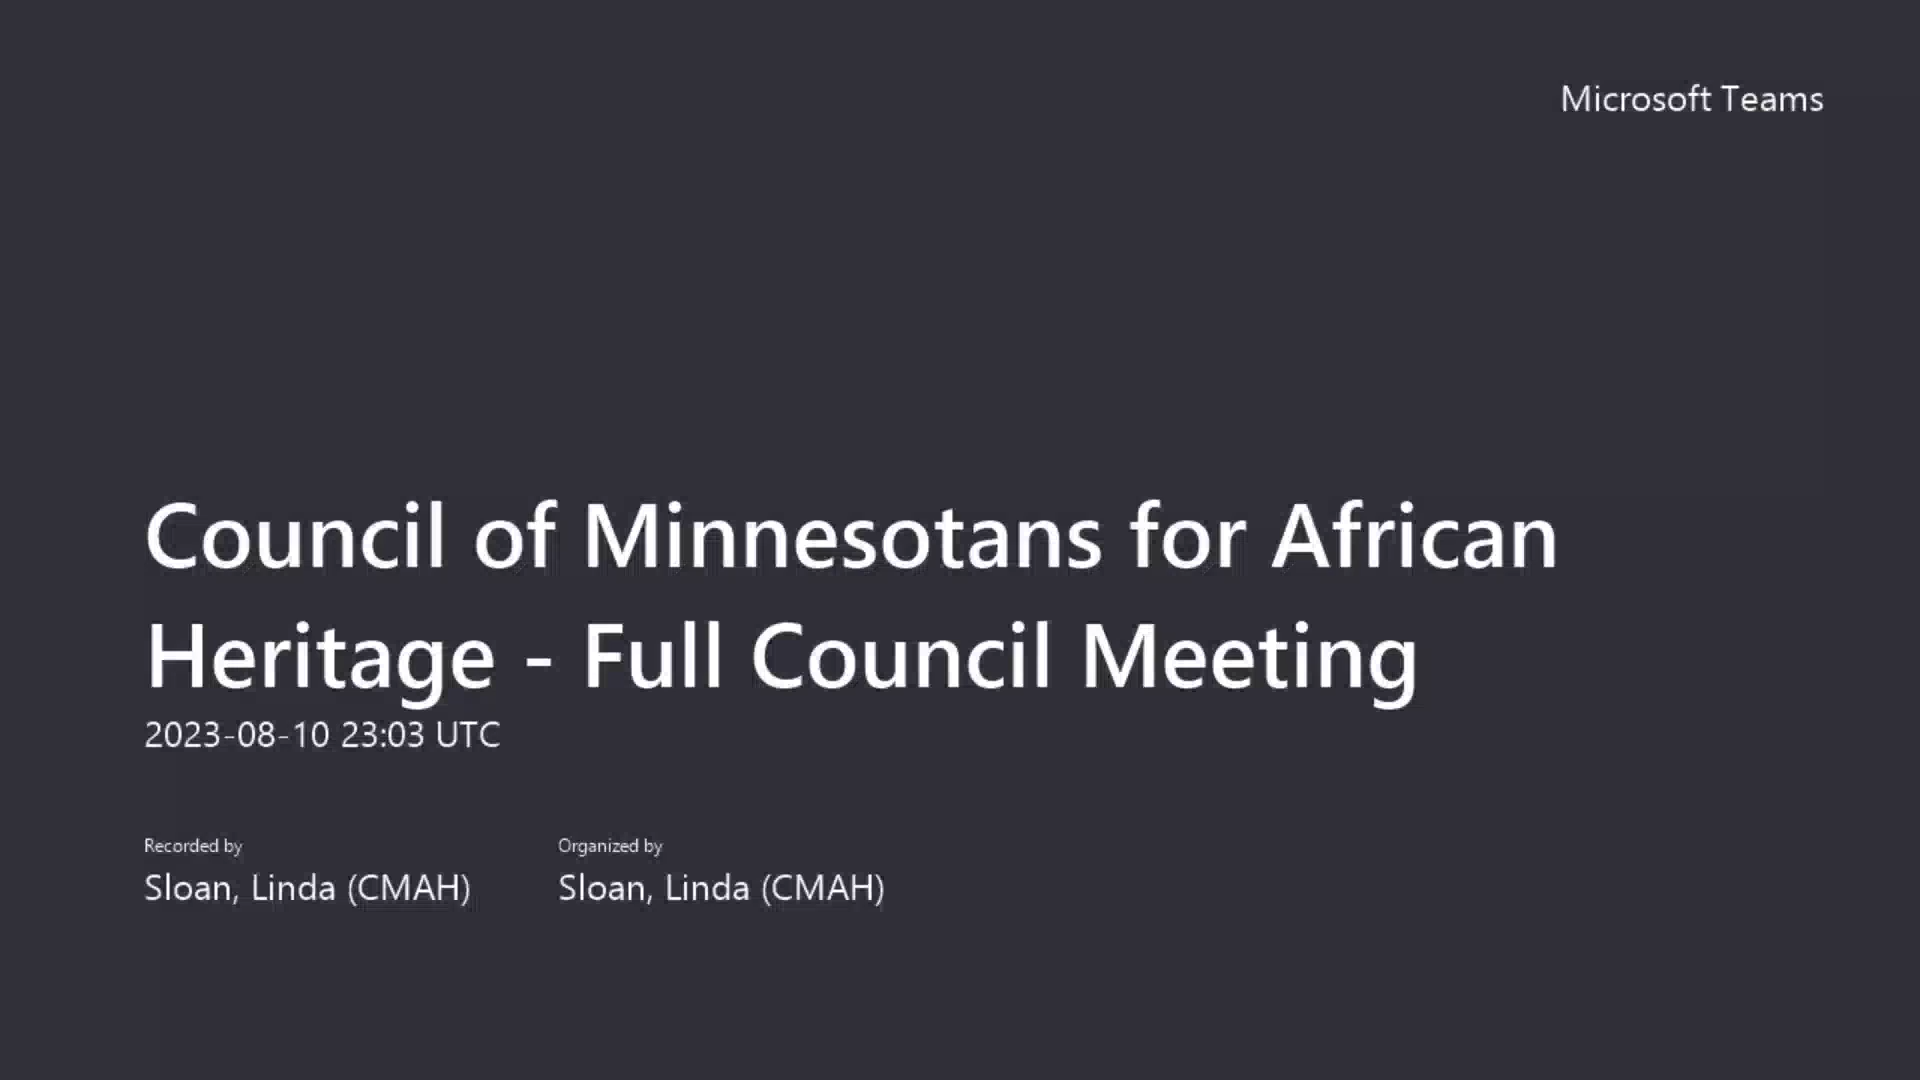 Microsoft Teams
Council of Minnesotans for African
Heritage - Full Council Meeting
2023-08-10 23:03 UTC
Recorded by
Sloan, Linda (CMAH)
Organized by
Sloan, Linda (CMAH)